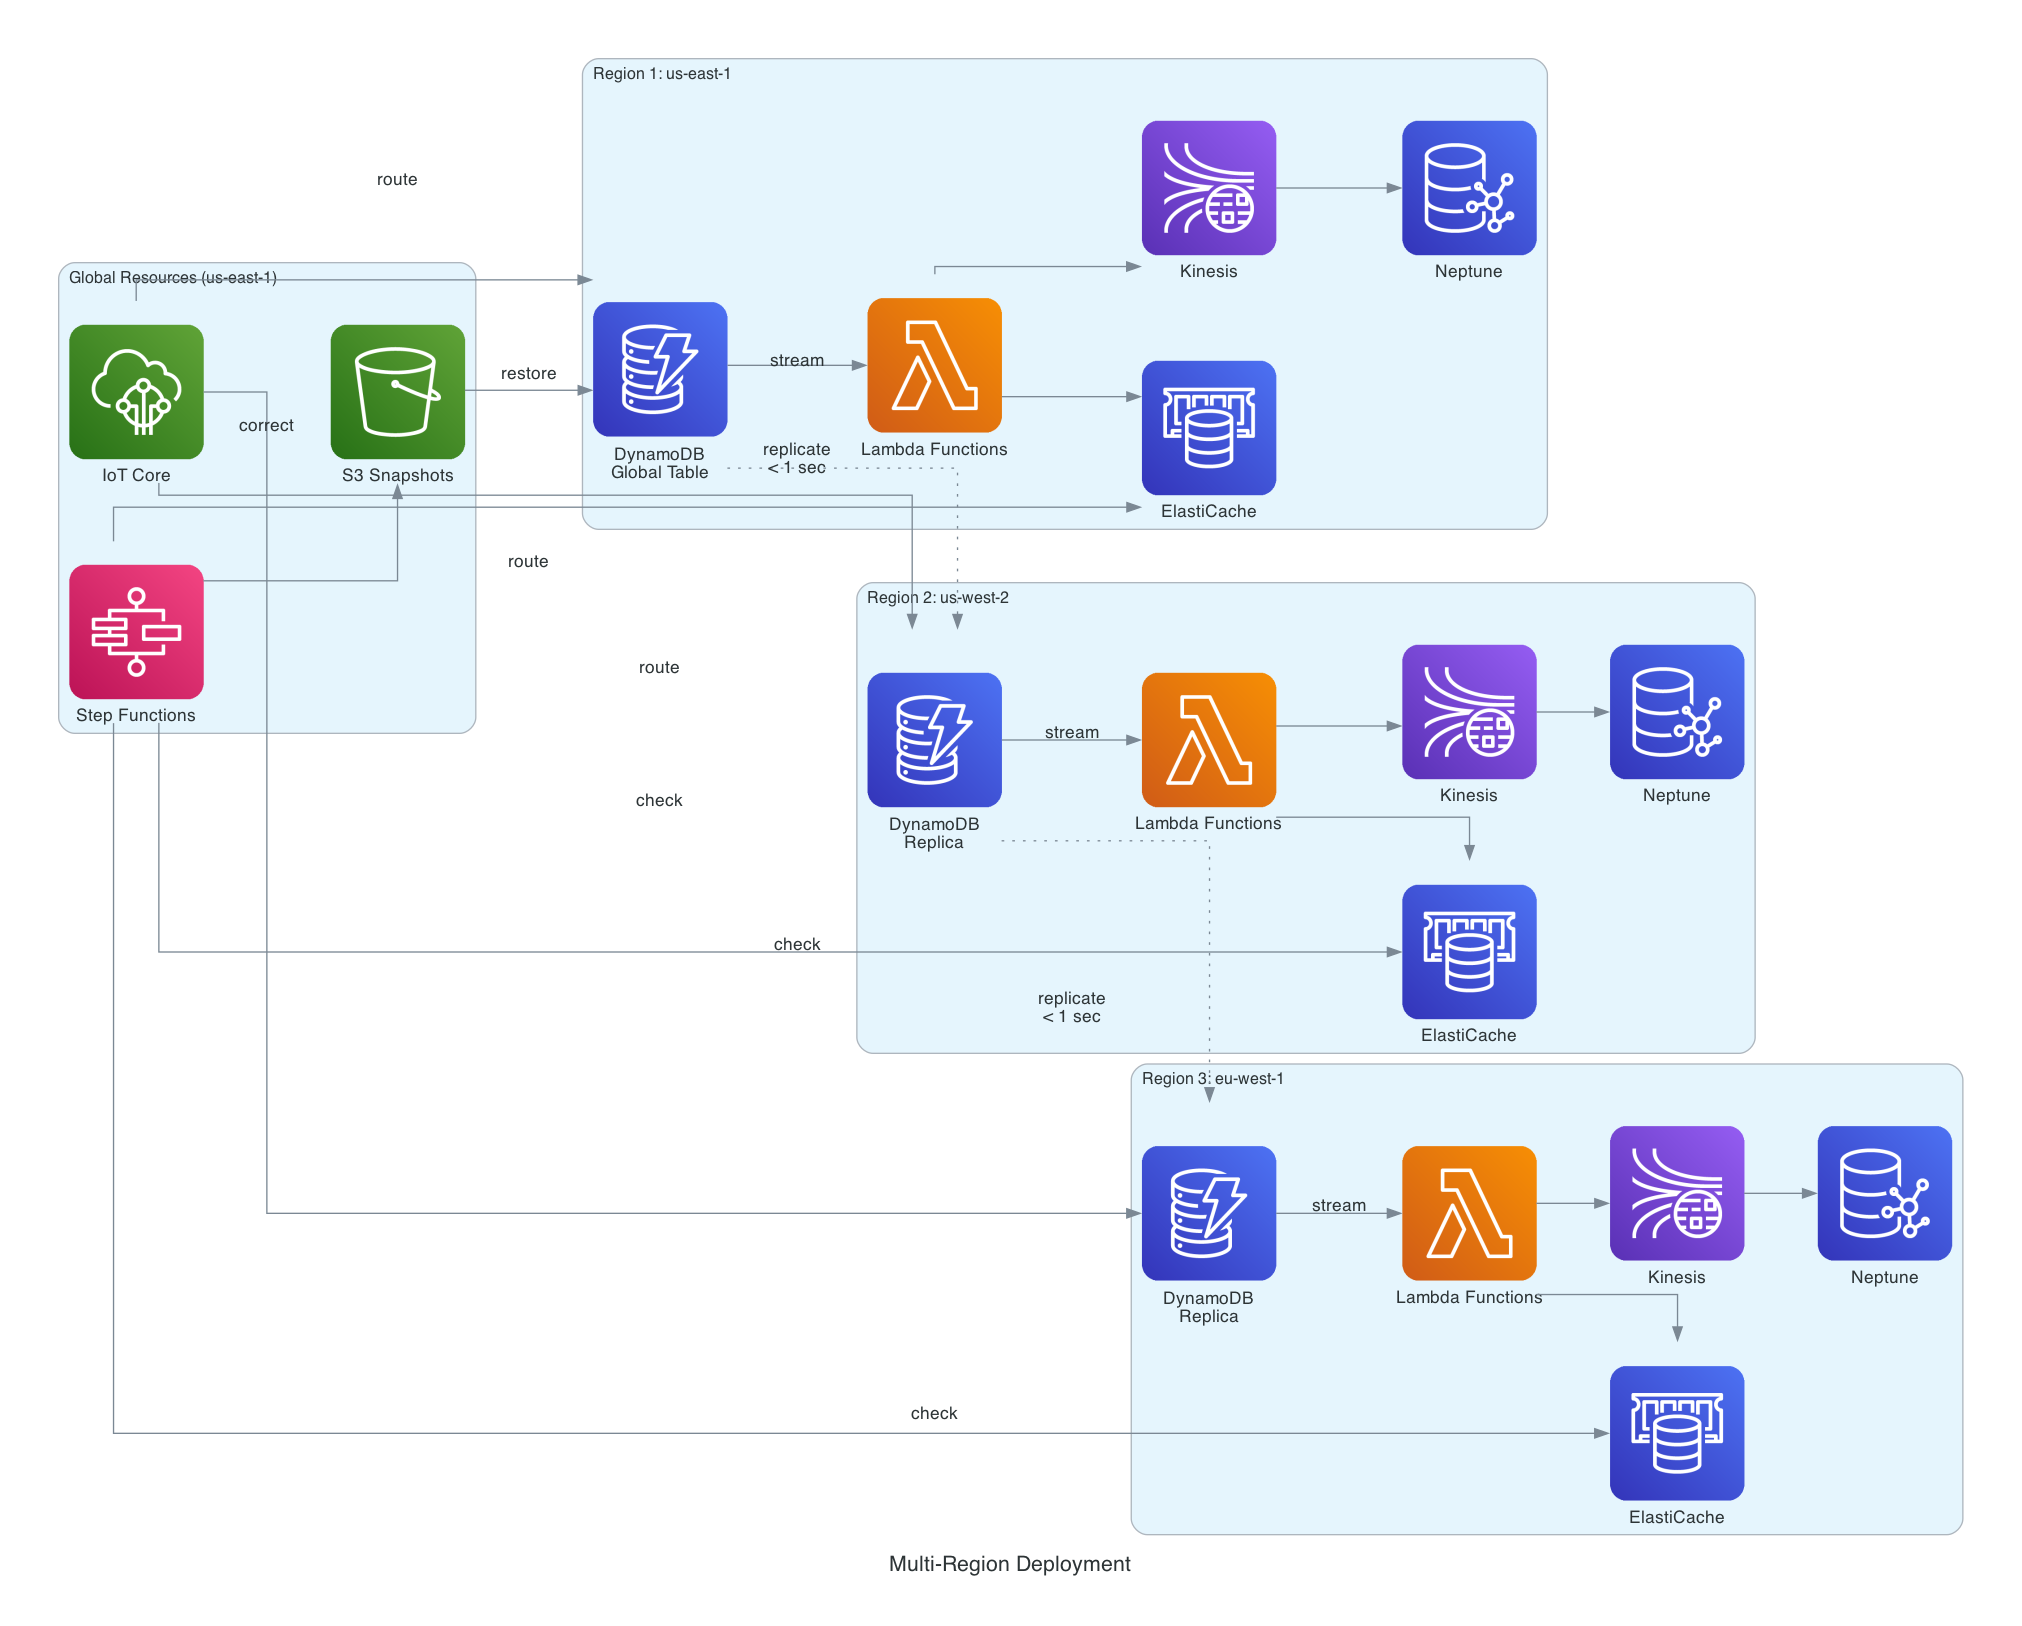 Region 1: us-east-1
route
Kinesis
Neptune
Global Resources (us-east-1)
stream
restore
correct
IoT Core
S3 Snapshots
DynamoDB
Global Table
replicate
< 1 sec
Lambda Functions
ElastiCache
route
Region 2: us-west-2
route
Step Functions
stream
check
Kinesis
Neptune
DynamoDB
Replica
Lambda Functions
check
replicate
< 1 sec
ElastiCache
Region 3: eu-west-1
stream
Kinesis
Neptune
DynamoDB
Replica
Lambda Functions
check
ElastiCache
Multi-Region Deployment